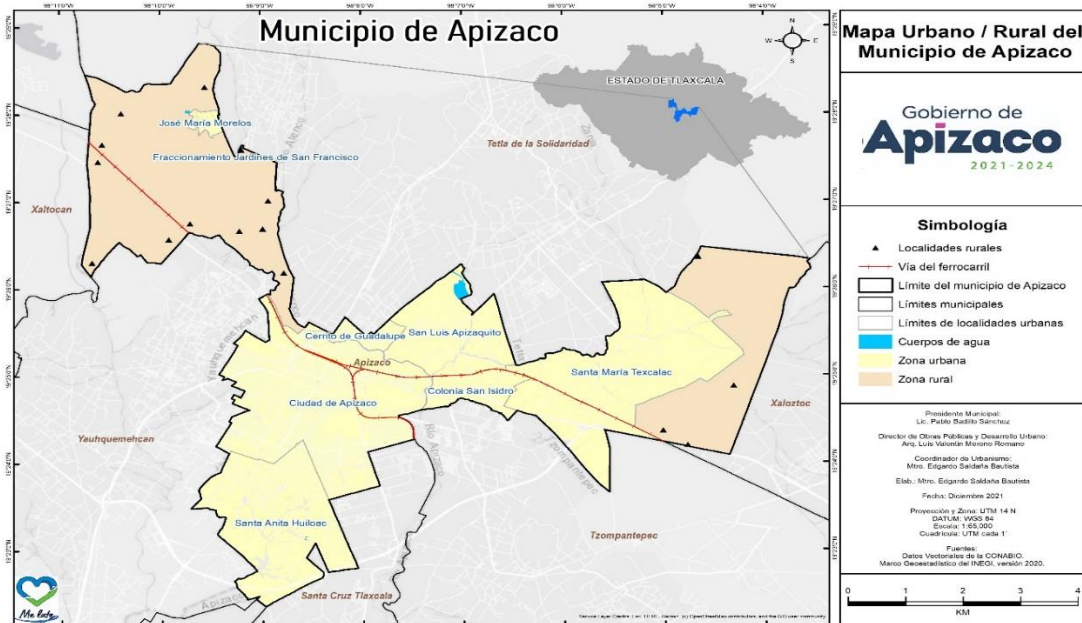 Municipio de Apizaco
N
W E
S
ESTADO DE TLAXCALA
José María Morelos
Fraccionamiento Jardines de San Francisco
Tetla de la Solidaridad
Xaltocan
Cerrito de Guadalupe
San Luis Apizaquito
Apizaco
Santa María Texcalac
Ciudad de Apizaco
Colonia San Isidro
Xaloztoc
Yauhquemehcan
Santa Anita Huiloac
Tzompantepec
Santa Cruz Tlaxcala
Me Late
Mapa Urbano / Rural del
Municipio de Apizaco
Gobierno de
Apizaco
2021-2024
Simbología
Localidades rurales
Vía del ferrocarril
Límite del municipio de Apizaco
Límites municipales
Límites de localidades urbanas
Cuerpos de agua
Zona urbana
Zona rural
Presidente Municipal:
Lic. Pablo Badillo Sánchez
Director de Obras Públicas y Desarrollo Urbano:
Arq. Luis Valentín Moreno Romano
Coordinador de Urbanismo:
Mtro. Edgardo Saldaña Bautista
Elab.: Mtro. Edgardo Saldaña Bautista
Fecha: Diciembre 2021
Proyección y Zona: UTM 14 N
DATUM: WGS 84
Escala: 1:65,000
Cuadrícula: UTM cada 1'
Fuentes:
Datos Vectoriales de la CONABIO.
Marco Geoestadístico del INEGI, versión 2020.
0 1 2 3 4
KM